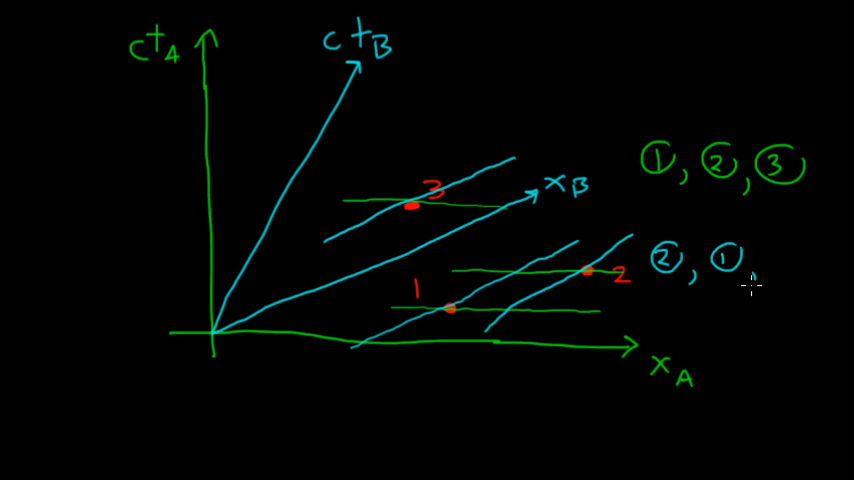 ct_A
ct_B
3
x_B
①, ②, ③
②, ①,
1
2
x_A